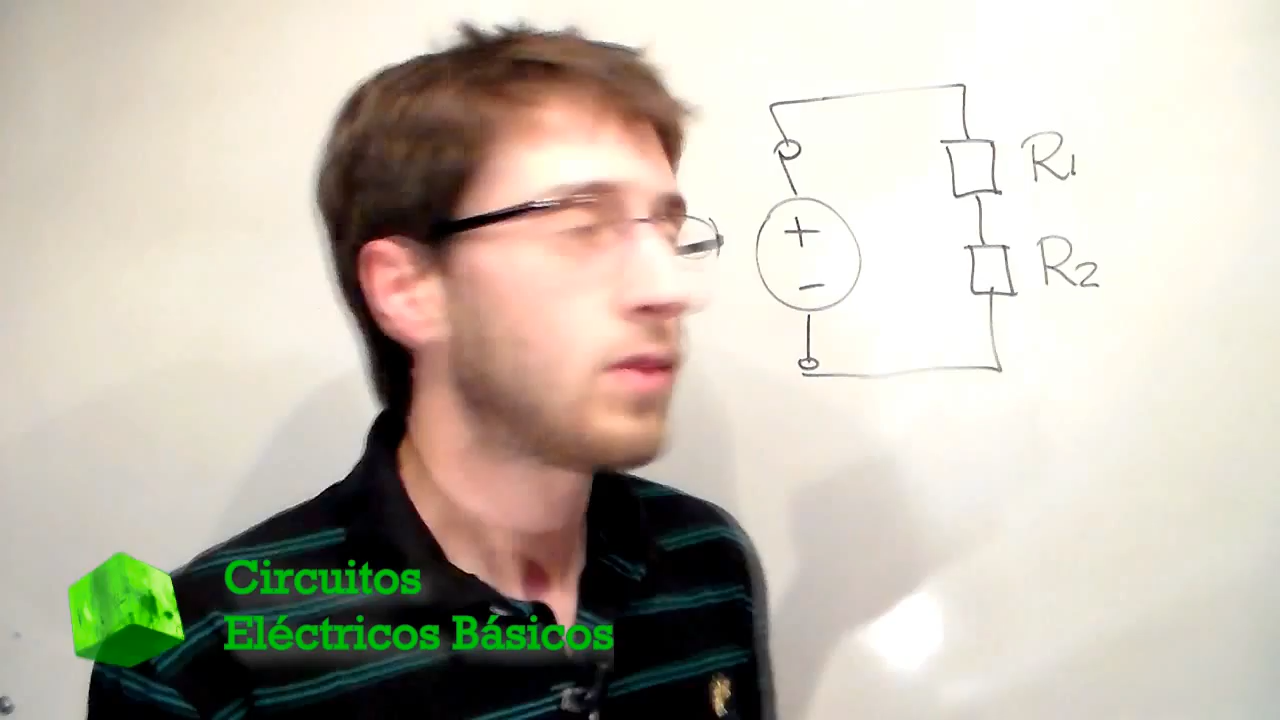 +
−
R1
R2
Circuitos
Eléctricos Básicos